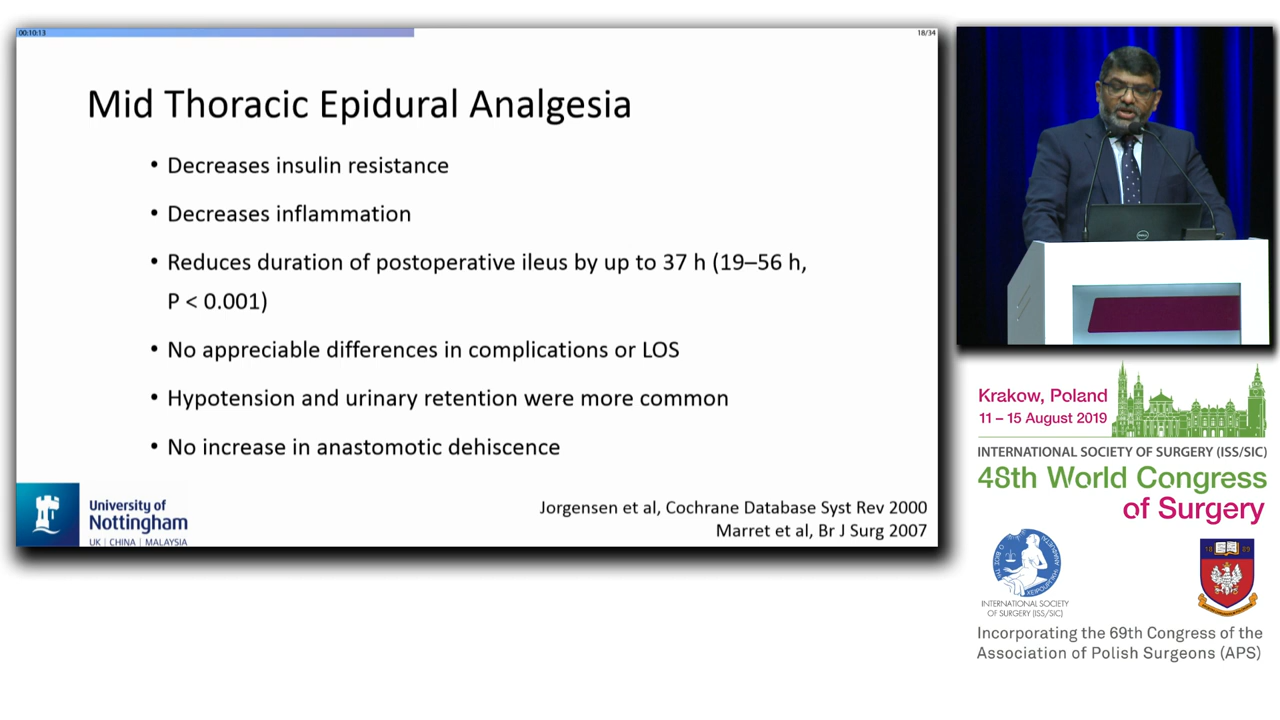 00:10:13
18/34
Mid Thoracic Epidural Analgesia
• Decreases insulin resistance
• Decreases inflammation
• Reduces duration of postoperative ileus by up to 37 h (19–56 h,
P < 0.001)
• No appreciable differences in complications or LOS
• Hypotension and urinary retention were more common
• No increase in anastomotic dehiscence
Jorgensen et al, Cochrane Database Syst Rev 2000
Marret et al, Br J Surg 2007
University of
Nottingham
UK | CHINA | MALAYSIA
DELL
Krakow, Poland
11 – 15 August 2019
INTERNATIONAL SOCIETY OF SURGERY (ISS/SIC)
48th World Congress
of Surgery
INTERNATIONAL SOCIETY
OF SURGERY (ISS/SIC)
18 89
Incorporating the 69th Congress of the
Association of Polish Surgeons (APS)